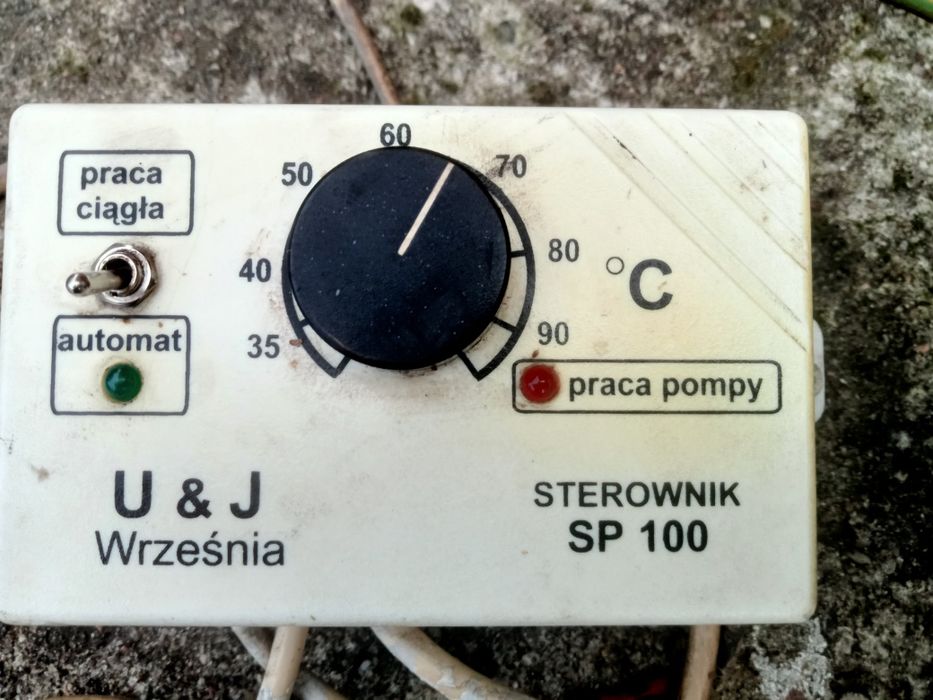 praca
ciągła
automat
35
40
50
60
70
80
90
°C
praca pompy
U & J
Września
STEROWNIK
SP 100